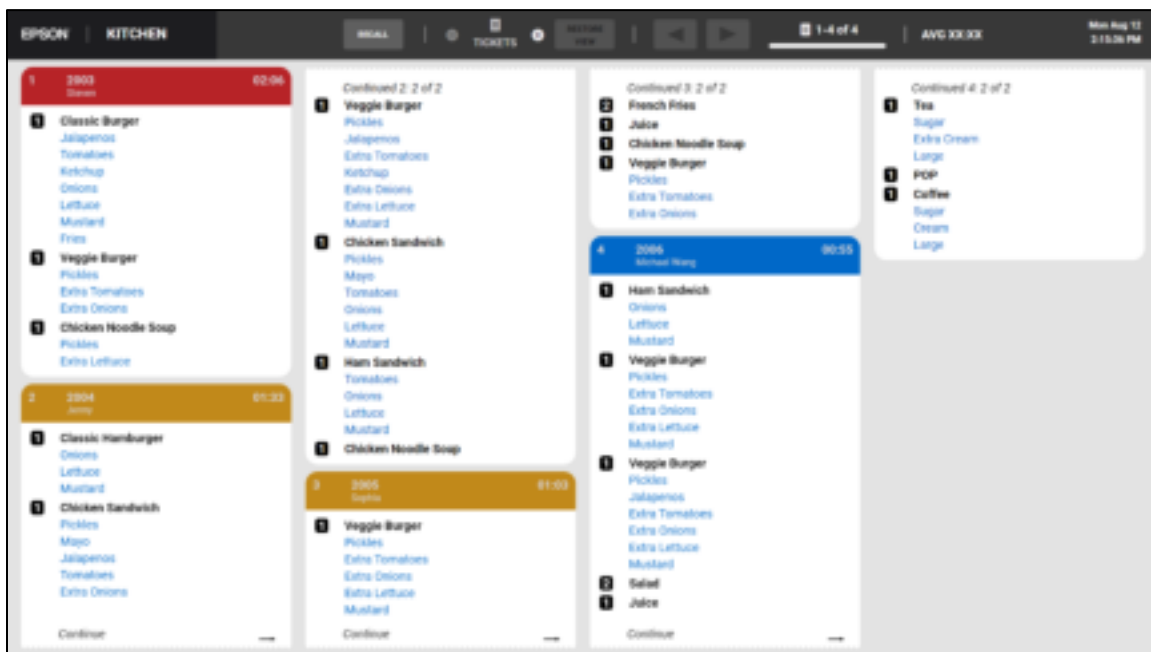 EPSON | KITCHEN
RECALL
TICKETS
RESTORE VIEW
1-4 of 4
AVG XX:XX
Mon Aug 12
3:15:36 PM
1 2003 02:06
Steven
1 Classic Burger
Jalapenos
Tomatoes
Ketchup
Onions
Lettuce
Mustard
Fries
1 Veggie Burger
Pickles
Extra Tomatoes
Extra Onions
1 Chicken Noodle Soup
Pickles
Extra Lettuce
2 2004 01:33
Jenny
1 Classic Hamburger
Onions
Lettuce
Mustard
1 Chicken Sandwich
Pickles
Mayo
Jalapenos
Tomatoes
Extra Onions
Continue →
Continued 2: 2 of 2
1 Veggie Burger
Pickles
Jalapenos
Extra Tomatoes
Ketchup
Extra Onions
Extra Lettuce
Mustard
1 Chicken Sandwich
Pickles
Mayo
Tomatoes
Onions
Lettuce
Mustard
1 Ham Sandwich
Tomatoes
Onions
Lettuce
Mustard
1 Chicken Noodle Soup
3 2005 01:03
Sophia
1 Veggie Burger
Pickles
Extra Tomatoes
Extra Onions
Extra Lettuce
Mustard
Continue →
Continued 3: 2 of 2
2 French Fries
1 Juice
1 Chicken Noodle Soup
1 Veggie Burger
Pickles
Extra Tomatoes
Extra Onions
4 2006 00:55
Michael Wang
1 Ham Sandwich
Onions
Lettuce
Mustard
1 Veggie Burger
Pickles
Extra Tomatoes
Extra Onions
Extra Lettuce
Mustard
1 Veggie Burger
Pickles
Jalapenos
Extra Tomatoes
Extra Onions
Extra Lettuce
Mustard
2 Salad
1 Juice
Continue →
Continued 4: 2 of 2
1 Tea
Sugar
Extra Cream
Large
1 POP
1 Coffee
Sugar
Cream
Large